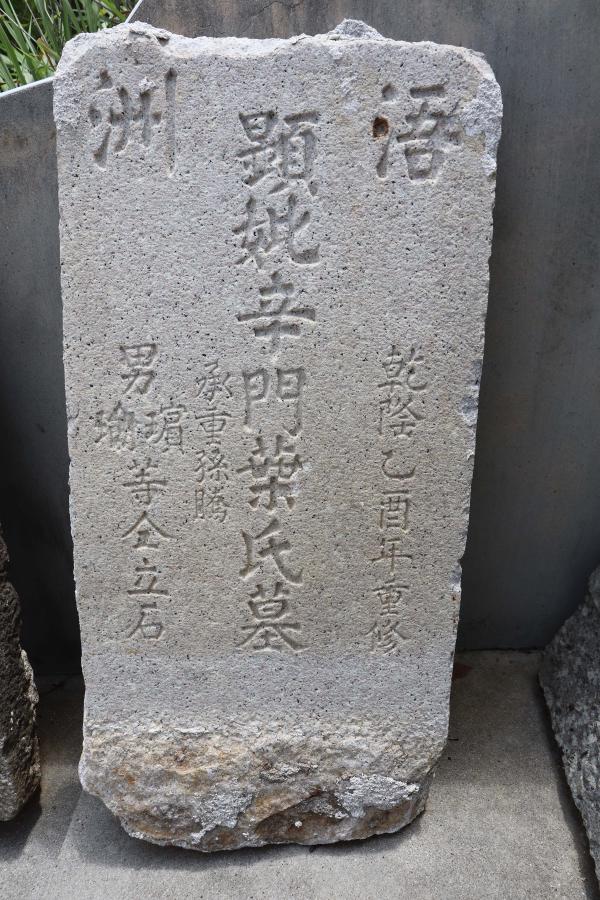 浯洲
乾隆乙酉年重修
顯妣辛門葉氏墓
承重孫騰
男璸瑜等仝立石